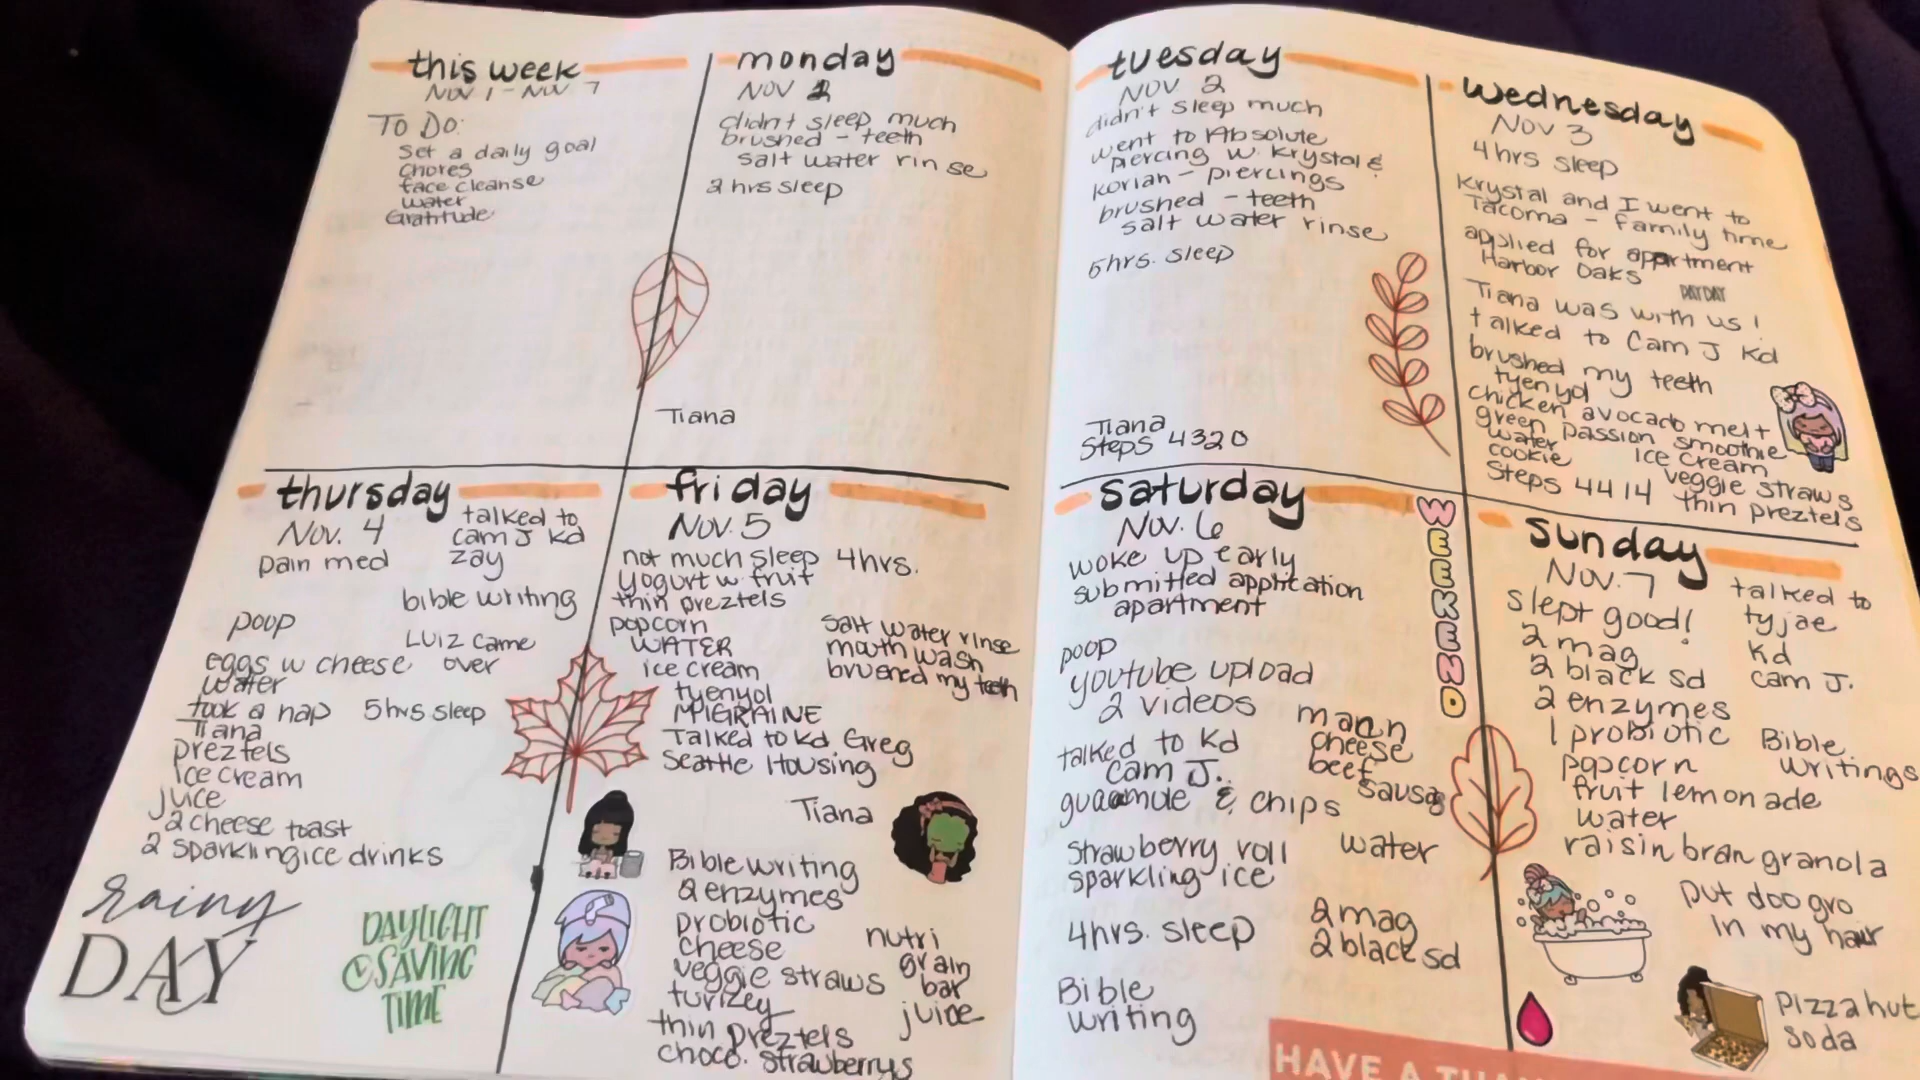 this week
NOV 1 - NOV 7
TO DO:
set a daily goal
chores
face cleanse
water
Gratitude
monday
NOV
didn't sleep much
brushed - teeth
salt water rinse
2 hrs sleep
Tiana
tuesday
NOV 2
didn't sleep much
went to Absolute
piercing w. Krystal &
Korian - piercings
brushed - teeth
salt water rinse
5hrs. sleep
Tiana
Steps 4320
wednesday
NOV 3
4hrs sleep
Krystal and I went to
Tacoma - family time
applied for apartment
Harbor Oaks
PAYDAY
Tiana was with us!
talked to Cam J Kd
brushed my teeth
tyenyol
chicken avocado melt
green passion smoothie
water
cookie
Ice cream
veggie straws
Steps 4414
thin preztels
thursday
Nov. 4
pain med
talked to
cam J kd
zay
bible writing
poop
Luiz came
over
eggs w cheese
water
took a nap
5hrs sleep
Tiana
preztels
Ice cream
Juice
2 cheese toast
2 sparkling ice drinks
rainy
DAY
DAYLIGHT
SAVING
TIME
friday
Nov. 5
not much sleep 4hrs.
yogurt w fruit
thin preztels
popcorn
WATER
ice cream
tyenyol
MIGRAINE
Talked to Kd. Greg
Seattle Housing
salt water rinse
mouth wash
bruened my teeth
Tiana
Bible writing
2 enzymes
probiotic
cheese
veggie straws
turkey
thin preztels
choco. strawberrys
nutri
grain
bar
juice
saturday
Nov. 6
WEEKEND
woke up early
submitted application
apartment
poop
youtube upload
2 videos
talked to Kd
cam J.
guacamole & chips
mac n
cheese
beef
sausag
strawberry roll
sparkling ice
water
4hrs. sleep
2 mag
2 black sd
Bible
writing
HAVE A
sunday
Nov. 7
slept good!
2 mag
2 black sd
2 enzymes
1 probiotic
popcorn
fruit lemonade
water
raisin bran granola
talked to
tyjae
kd
cam J.
Bible
writings
put doo gro
in my hair
pizza hut
soda